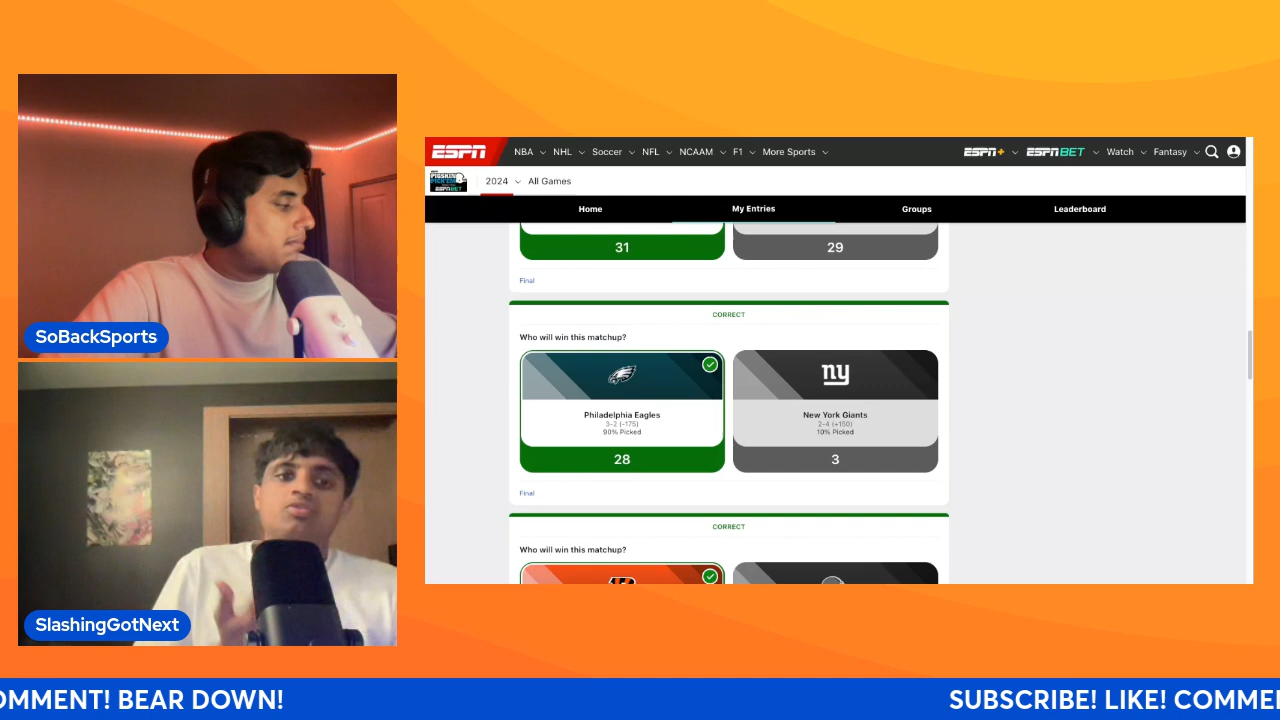 SoBackSports
SlashingGotNext
ESPN NBA NHL Soccer NFL NCAAM F1 More Sports ESPN+ ESPN BET Watch Fantasy
2024 All Games
Home My Entries Groups Leaderboard
31 29
Final
CORRECT
Who will win this matchup?
ny
Philadelphia Eagles New York Giants
3-2 (-175) 2-4 (+150)
90% Picked 10% Picked
28 3
Final
CORRECT
Who will win this matchup?
OMMENT! BEAR DOWN! SUBSCRIBE! LIKE! COMME